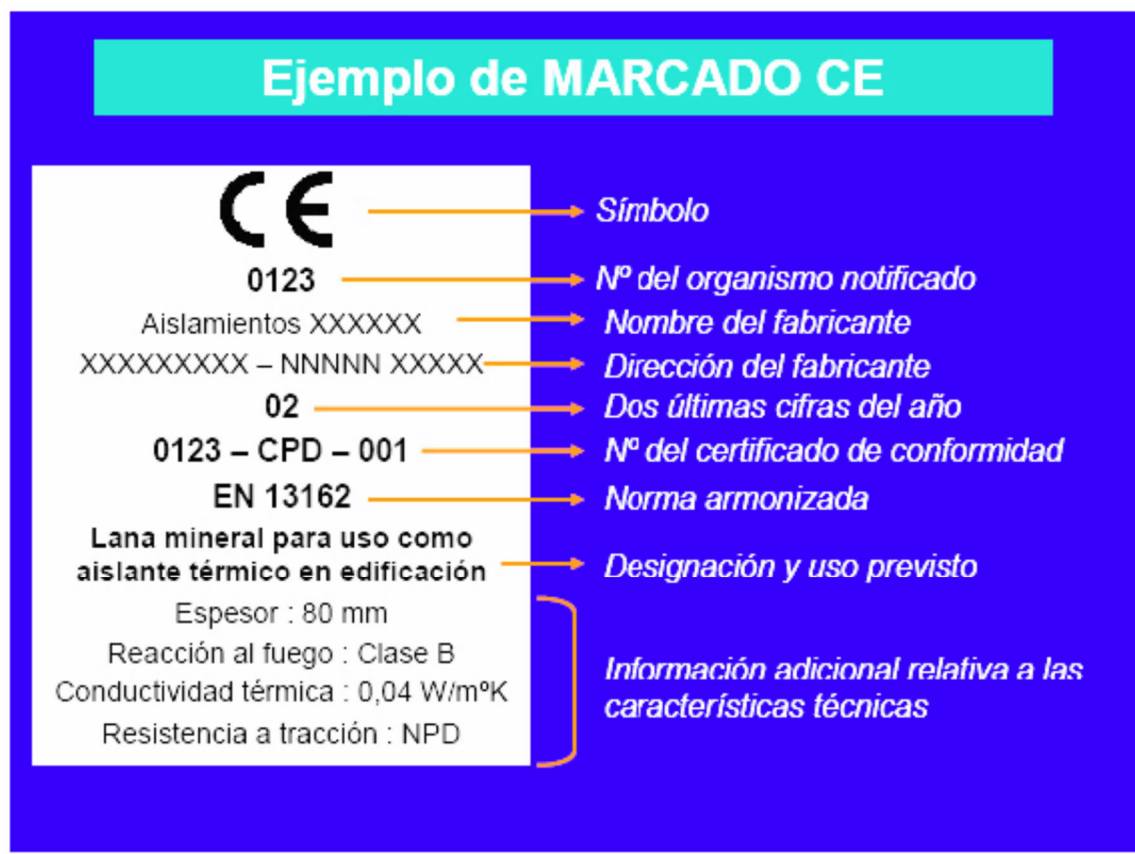 Ejemplo de MARCADO CE
CE
Símbolo
0123
Nº del organismo notificado
Aislamientos XXXXXX
Nombre del fabricante
XXXXXXXXX – NNNNN XXXXX
Dirección del fabricante
02
Dos últimas cifras del año
0123 – CPD – 001
Nº del certificado de conformidad
EN 13162
Norma armonizada
Lana mineral para uso como
aislante térmico en edificación
Designación y uso previsto
Espesor : 80 mm
Reacción al fuego : Clase B
Conductividad térmica : 0,04 W/mºK
Resistencia a tracción : NPD
Información adicional relativa a las
características técnicas